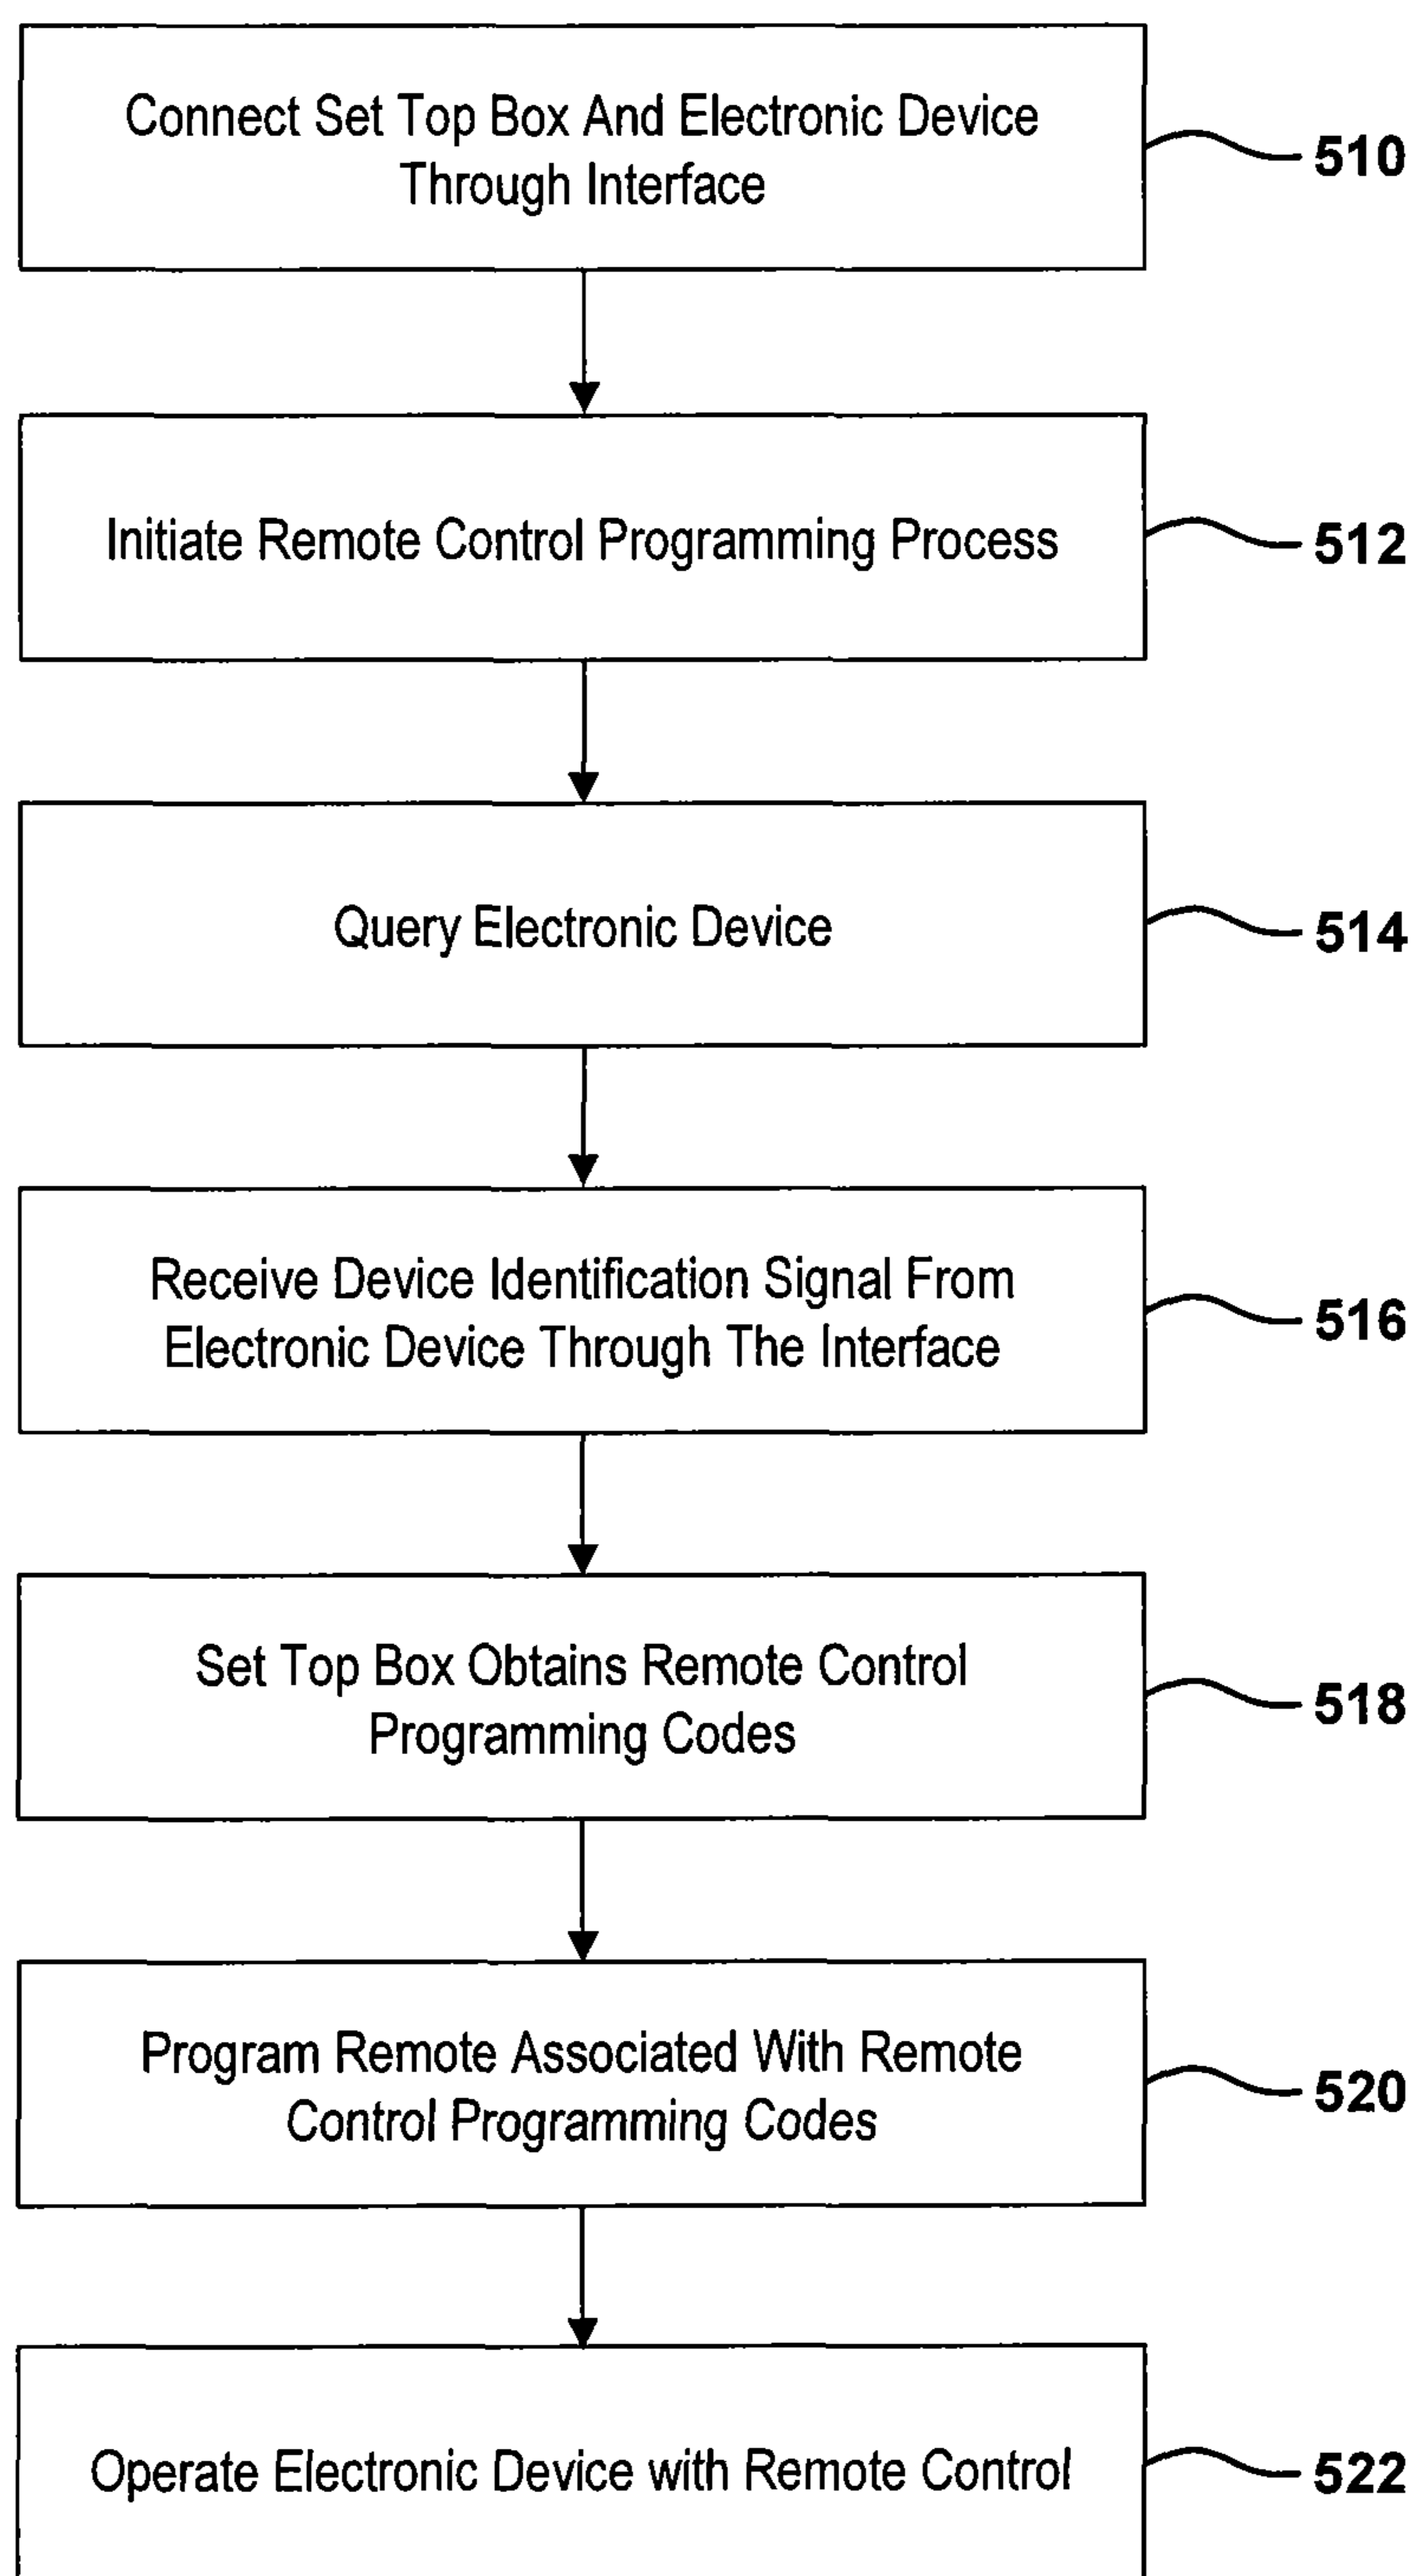 Connect Set Top Box And Electronic Device
Through Interface
510
Initiate Remote Control Programming Process
512
Query Electronic Device
514
Receive Device Identification Signal From
Electronic Device Through The Interface
516
Set Top Box Obtains Remote Control
Programming Codes
518
Program Remote Associated With Remote
Control Programming Codes
520
Operate Electronic Device with Remote Control
522